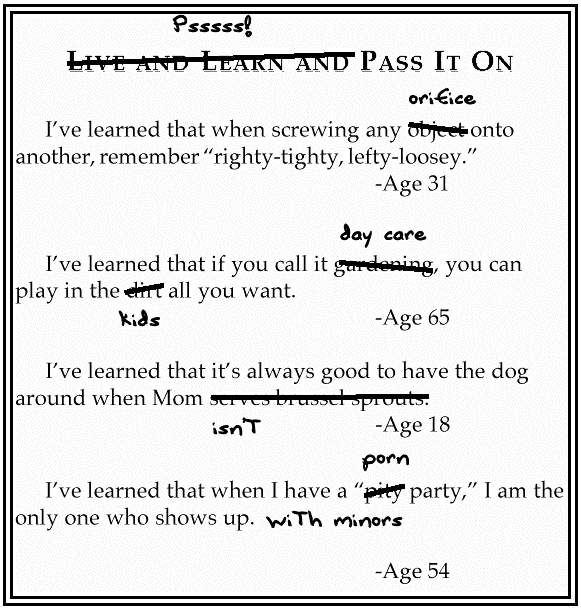 Psssss!
LIVE AND LEARN AND PASS IT ON
orifice
I've learned that when screwing any object onto
another, remember "righty-tighty, lefty-loosey."
-Age 31
day care
I've learned that if you call it gardening, you can
play in the dirt all you want.
kids
-Age 65
I've learned that it's always good to have the dog
around when Mom serves brussel sprouts.
isn't
-Age 18
porn
I've learned that when I have a "pity party," I am the
only one who shows up. with minors
-Age 54